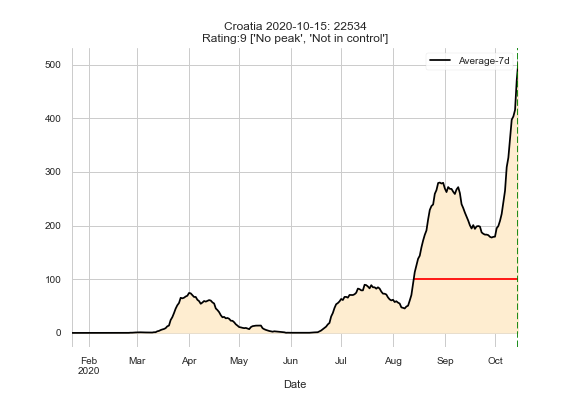 Croatia 2020-10-15: 22534
Rating:9 ['No peak', 'Not in control']
Average-7d
500
400
300
200
100
0
Feb Mar Apr May Jun Jul Aug Sep Oct
2020
Date